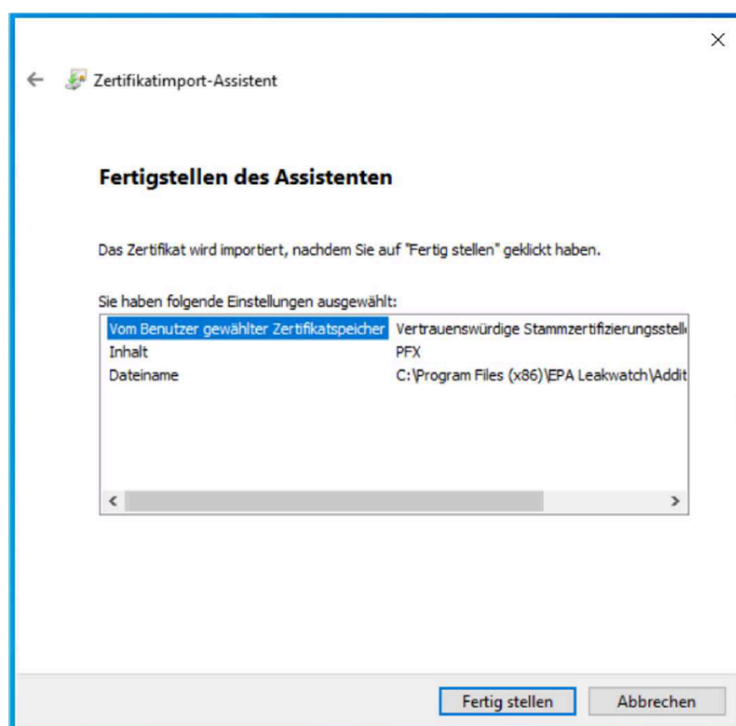 Zertifikatimport-Assistent
Fertigstellen des Assistenten
Das Zertifikat wird importiert, nachdem Sie auf "Fertig stellen" geklickt haben.
Sie haben folgende Einstellungen ausgewählt:
Vom Benutzer gewählter Zertifikatspeicher Vertrauenswürdige Stammzertifizierungsstell
Inhalt PFX
Dateiname C:\Program Files (x86)\EPA Leakwatch\Addit
Fertig stellen Abbrechen